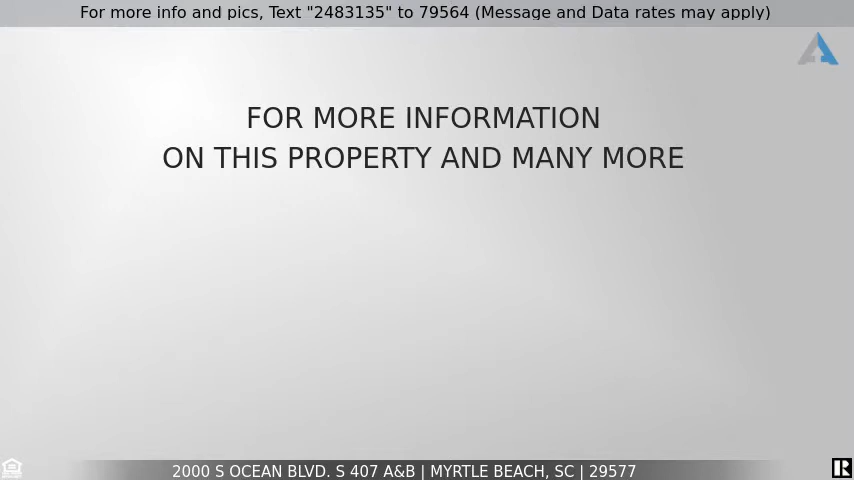 For more info and pics, Text "2483135" to 79564 (Message and Data rates may apply)
FOR MORE INFORMATION
ON THIS PROPERTY AND MANY MORE
2000 S OCEAN BLVD. S 407 A&B | MYRTLE BEACH, SC | 29577